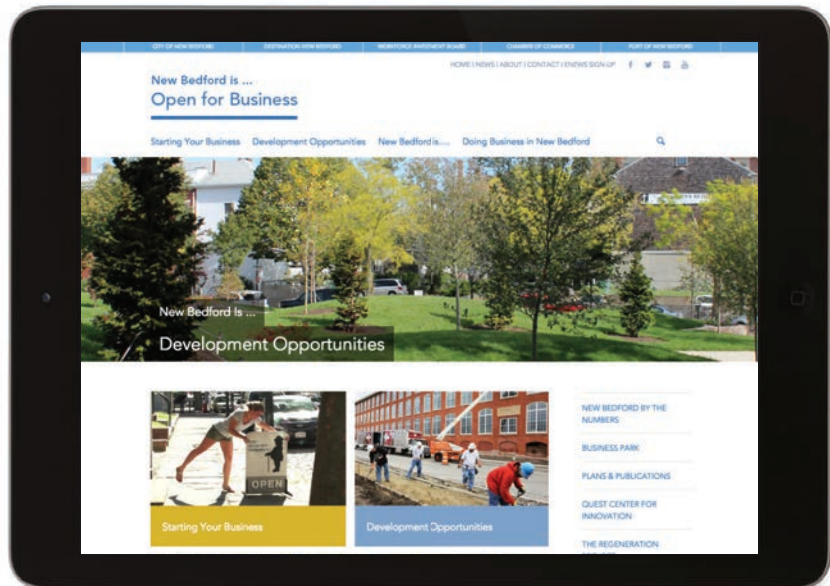 CITY OF NEW BEDFORD DESTINATION NEW BEDFORD WORKFORCE INVESTMENT BOARD CHAMBER OF COMMERCE PORT OF NEW BEDFORD
HOME | NEWS | ABOUT | CONTACT | ENEWS SIGN-UP
New Bedford is ...
Open for Business
Starting Your Business Development Opportunities New Bedford is.... Doing Business in New Bedford
New Bedford Is ...
Development Opportunities
OPEN
Starting Your Business
Development Opportunities
NEW BEDFORD BY THE
NUMBERS
BUSINESS PARK
PLANS & PUBLICATIONS
QUEST CENTER FOR
INNOVATION
THE REGENERATION